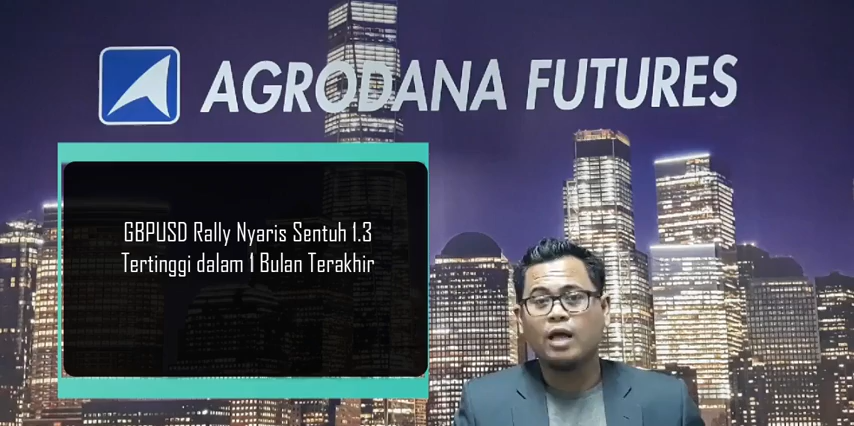 AGRODANA FUTURES
GBPUSD Rally Nyaris Sentuh 1.3
Tertinggi dalam 1 Bulan Terakhir